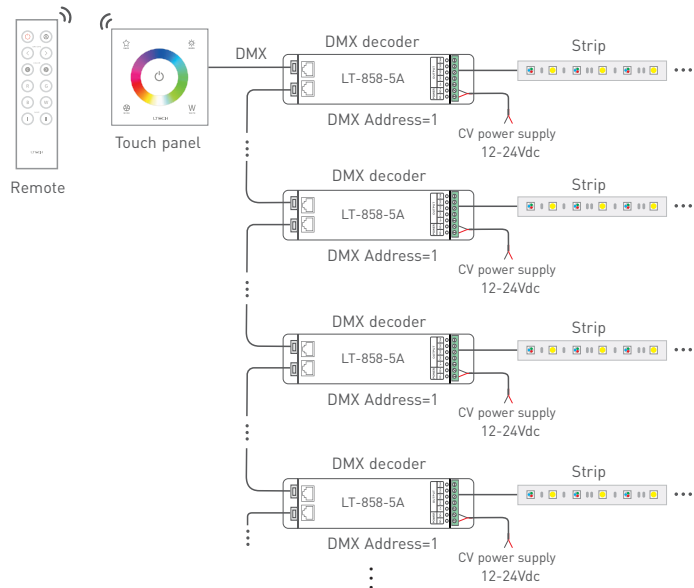 DMX decoder
Strip
DMX
LT-858-5A
W
LTECH
LTECH
DMX Address=1
CV power supply
12-24Vdc
Touch panel
Remote
DMX decoder
Strip
LT-858-5A
DMX Address=1
CV power supply
12-24Vdc
DMX decoder
Strip
LT-858-5A
DMX Address=1
CV power supply
12-24Vdc
DMX decoder
Strip
LT-858-5A
DMX Address=1
CV power supply
12-24Vdc